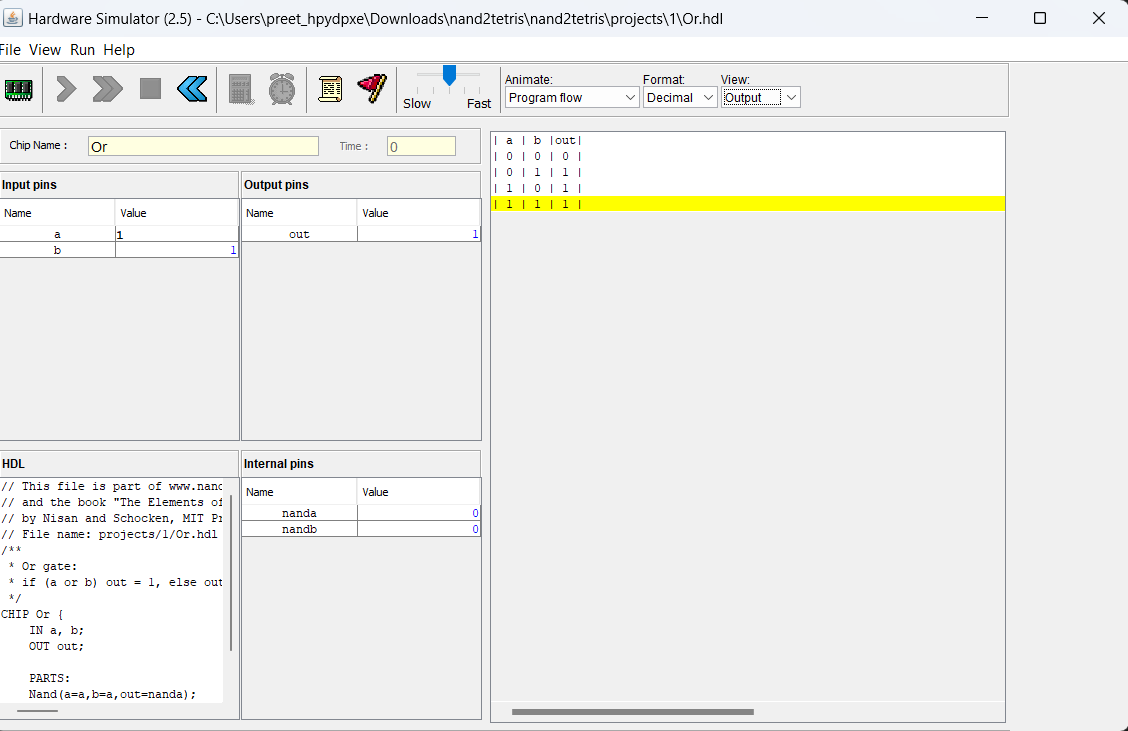 Hardware Simulator (2.5) - C:\Users\preet_hpydpxe\Downloads\nand2tetris\nand2tetris\projects\1\Or.hdl
File View Run Help
Slow Fast
Animate:
Program flow
Format:
Decimal
View:
Output
Chip Name : Or Time : 0
Input pins
Name Value
a 1
b 1
Output pins
Name Value
out 1
HDL
// This file is part of www.nand
// and the book "The Elements of
// by Nisan and Schocken, MIT Pr
// File name: projects/1/Or.hdl
/**
* Or gate:
* if (a or b) out = 1, else out
*/
CHIP Or {
IN a, b;
OUT out;
PARTS:
Nand(a=a,b=a,out=nanda);
Internal pins
Name Value
nanda 0
nandb 0
| a | b |out|
| 0 | 0 | 0 |
| 0 | 1 | 1 |
| 1 | 0 | 1 |
| 1 | 1 | 1 |